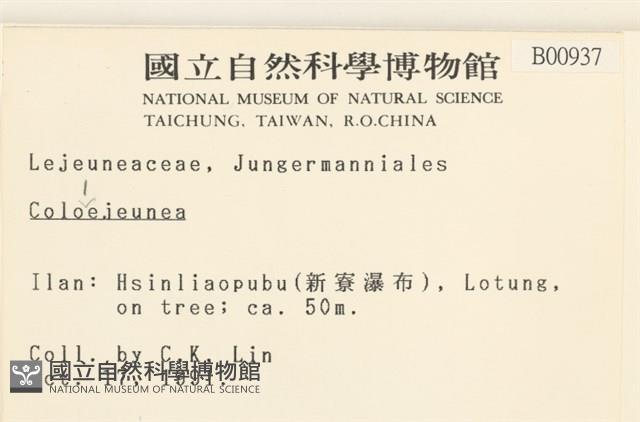 國立自然科學博物館
B00937
NATIONAL MUSEUM OF NATURAL SCIENCE
TAICHUNG, TAIWAN, R.O.CHINA
Lejeuneaceae, Jungermanniales
l
Coloejeunea
Ilan: Hsinliaopubu(新寮瀑布), Lotung,
on tree; ca. 50m.
Coll. by C.K. Lin
國立自然科學博物館
NATIONAL MUSEUM OF NATURAL SCIENCE